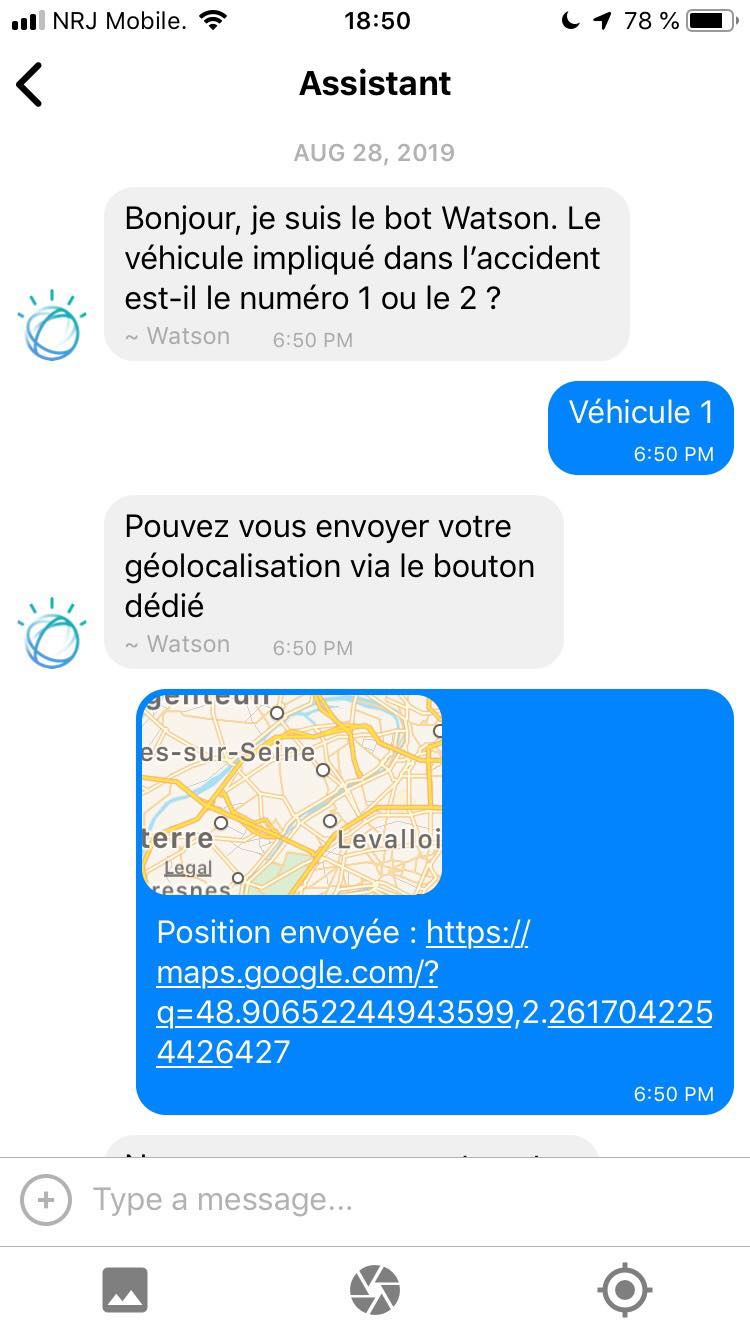 NRJ Mobile. 18:50 78 %
Assistant
AUG 28, 2019
Bonjour, je suis le bot Watson. Le
véhicule impliqué dans l’accident
est-il le numéro 1 ou le 2 ?
~ Watson 6:50 PM
Véhicule 1
6:50 PM
Pouvez vous envoyer votre
géolocalisation via le bouton
dédié
~ Watson 6:50 PM
genteuil
es-sur-Seine
terre
Levalloi
Legal
resnes
Position envoyée : https://
maps.google.com/?
q=48.90652244943599,2.261704225
4426427
6:50 PM
Type a message...